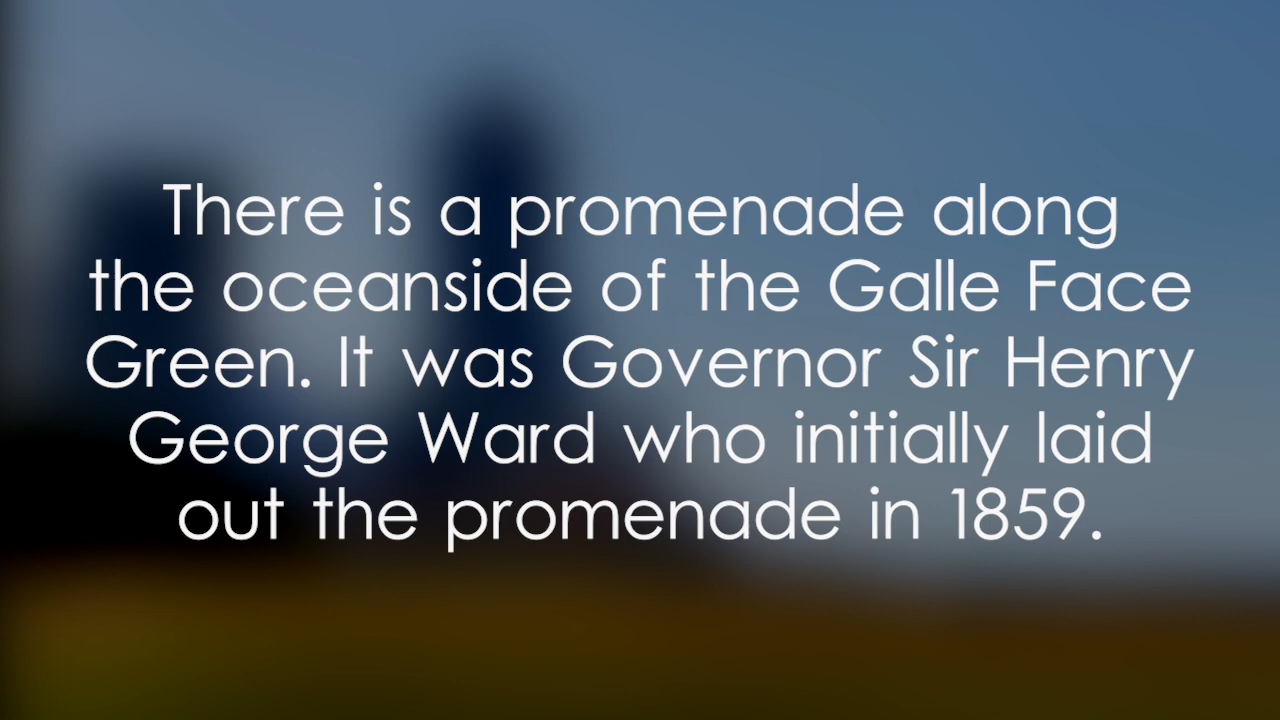 There is a promenade along
the oceanside of the Galle Face
Green. It was Governor Sir Henry
George Ward who initially laid
out the promenade in 1859.